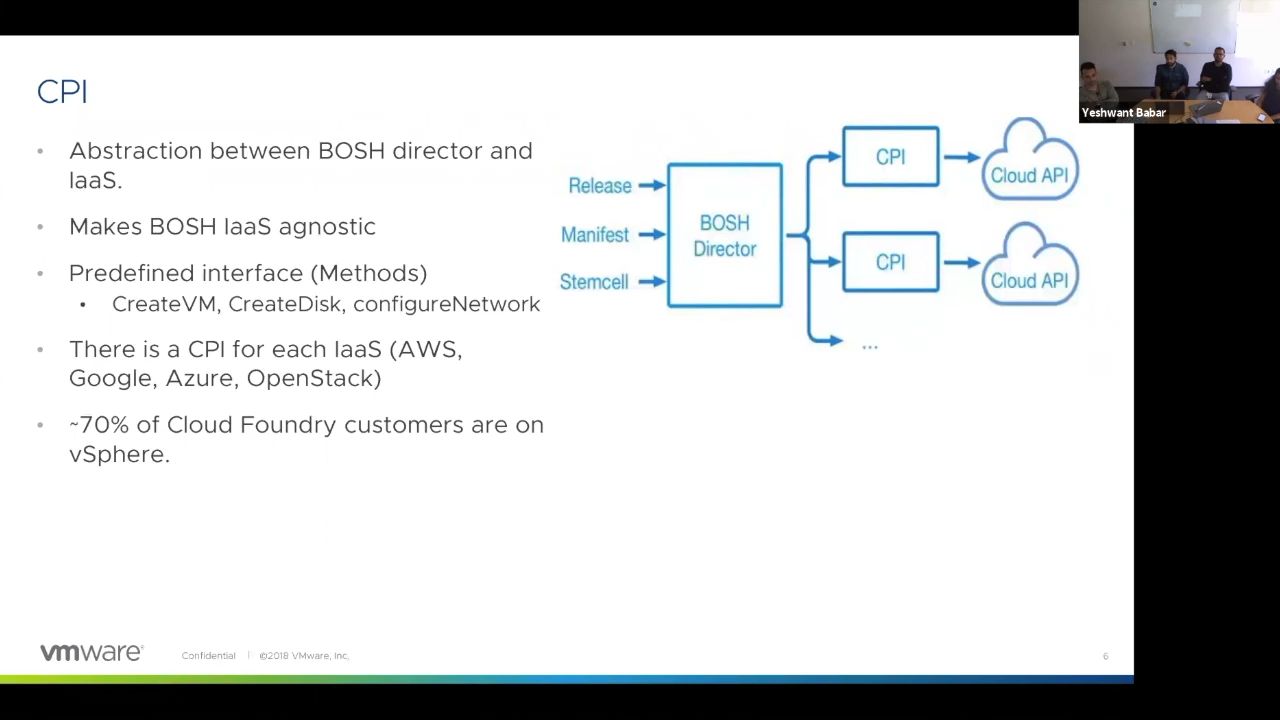 CPI
• Abstraction between BOSH director and
IaaS.
• Makes BOSH IaaS agnostic
• Predefined interface (Methods)
• CreateVM, CreateDisk, configureNetwork
• There is a CPI for each IaaS (AWS,
Google, Azure, OpenStack)
• ~70% of Cloud Foundry customers are on
vSphere.
Release
Manifest
Stemcell
BOSH
Director
CPI
Cloud API
CPI
Cloud API
...
Yeshwant Babar
vmware®
Confidential | ©2018 VMware, Inc.
6